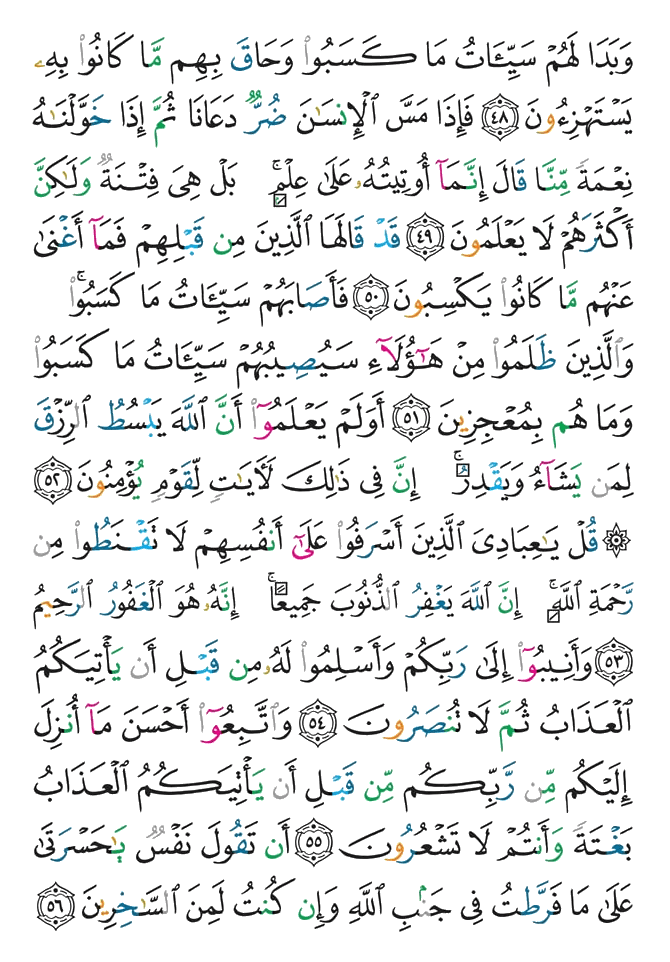 وَبَدَا لَهُمْ سَيِّـَٔاتُ مَا كَسَبُوا۟ وَحَاقَ بِهِم مَّا كَانُوا۟ بِهِۦ
يَسْتَهْزِءُونَ ٤٨ فَإِذَا مَسَّ ٱلْإِنسَـٰنَ ضُرٌّ دَعَانَا ثُمَّ إِذَا خَوَّلْنَـٰهُ
نِعْمَةً مِّنَّا قَالَ إِنَّمَآ أُوتِيتُهُۥ عَلَىٰ عِلْمٍۭ ۚ بَلْ هِىَ فِتْنَةٌ وَلَـٰكِنَّ
أَكْثَرَهُمْ لَا يَعْلَمُونَ ٤٩ قَدْ قَالَهَا ٱلَّذِينَ مِن قَبْلِهِمْ فَمَآ أَغْنَىٰ
عَنْهُم مَّا كَانُوا۟ يَكْسِبُونَ ٥٠ فَأَصَابَهُمْ سَيِّـَٔاتُ مَا كَسَبُوا۟ ۚ
وَٱلَّذِينَ ظَلَمُوا۟ مِنْ هَـٰٓؤُلَآءِ سَيُصِيبُهُمْ سَيِّـَٔاتُ مَا كَسَبُوا۟
وَمَا هُم بِمُعْجِزِينَ ٥١ أَوَلَمْ يَعْلَمُوٓا۟ أَنَّ ٱللَّهَ يَبْسُطُ ٱلرِّزْقَ
لِمَن يَشَآءُ وَيَقْدِرُ ۚ إِنَّ فِى ذَٰلِكَ لَـَٔايَـٰتٍ لِّقَوْمٍ يُؤْمِنُونَ ٥٢
۞ قُلْ يَـٰعِبَادِىَ ٱلَّذِينَ أَسْرَفُوا۟ عَلَىٰٓ أَنفُسِهِمْ لَا تَقْنَطُوا۟ مِن
رَّحْمَةِ ٱللَّهِ ۚ إِنَّ ٱللَّهَ يَغْفِرُ ٱلذُّنُوبَ جَمِيعًا ۚ إِنَّهُۥ هُوَ ٱلْغَفُورُ ٱلرَّحِيمُ
٥٣ وَأَنِيبُوٓا۟ إِلَىٰ رَبِّكُمْ وَأَسْلِمُوا۟ لَهُۥ مِن قَبْلِ أَن يَأْتِيَكُمُ
ٱلْعَذَابُ ثُمَّ لَا تُنصَرُونَ ٥٤ وَٱتَّبِعُوٓا۟ أَحْسَنَ مَآ أُنزِلَ
إِلَيْكُم مِّن رَّبِّكُم مِّن قَبْلِ أَن يَأْتِيَكُمُ ٱلْعَذَابُ
بَغْتَةً وَأَنتُمْ لَا تَشْعُرُونَ ٥٥ أَن تَقُولَ نَفْسٌ يَـٰحَسْرَتَىٰ
عَلَىٰ مَا فَرَّطتُ فِى جَنۢبِ ٱللَّهِ وَإِن كُنتُ لَمِنَ ٱلسَّـٰخِرِينَ ٥٦